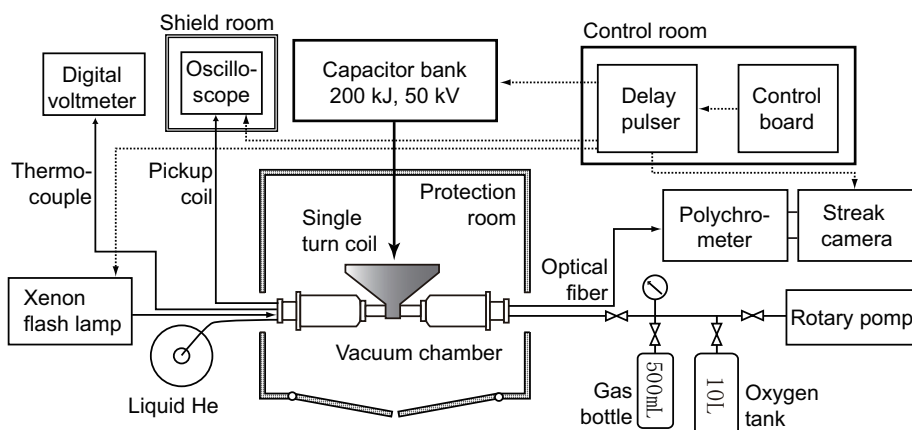 Shield room
Control room
Digital
voltmeter
Oscillo-
scope
Capacitor bank
200 kJ, 50 kV
Delay
pulser
Control
board
Thermo-
couple
Pickup
coil
Protection
room
Single
turn coil
Polychro-
meter
Streak
camera
Optical
fiber
Xenon
flash lamp
Rotary pomp
Vacuum chamber
Liquid He
Gas
bottle
500mL
10L
Oxygen
tank